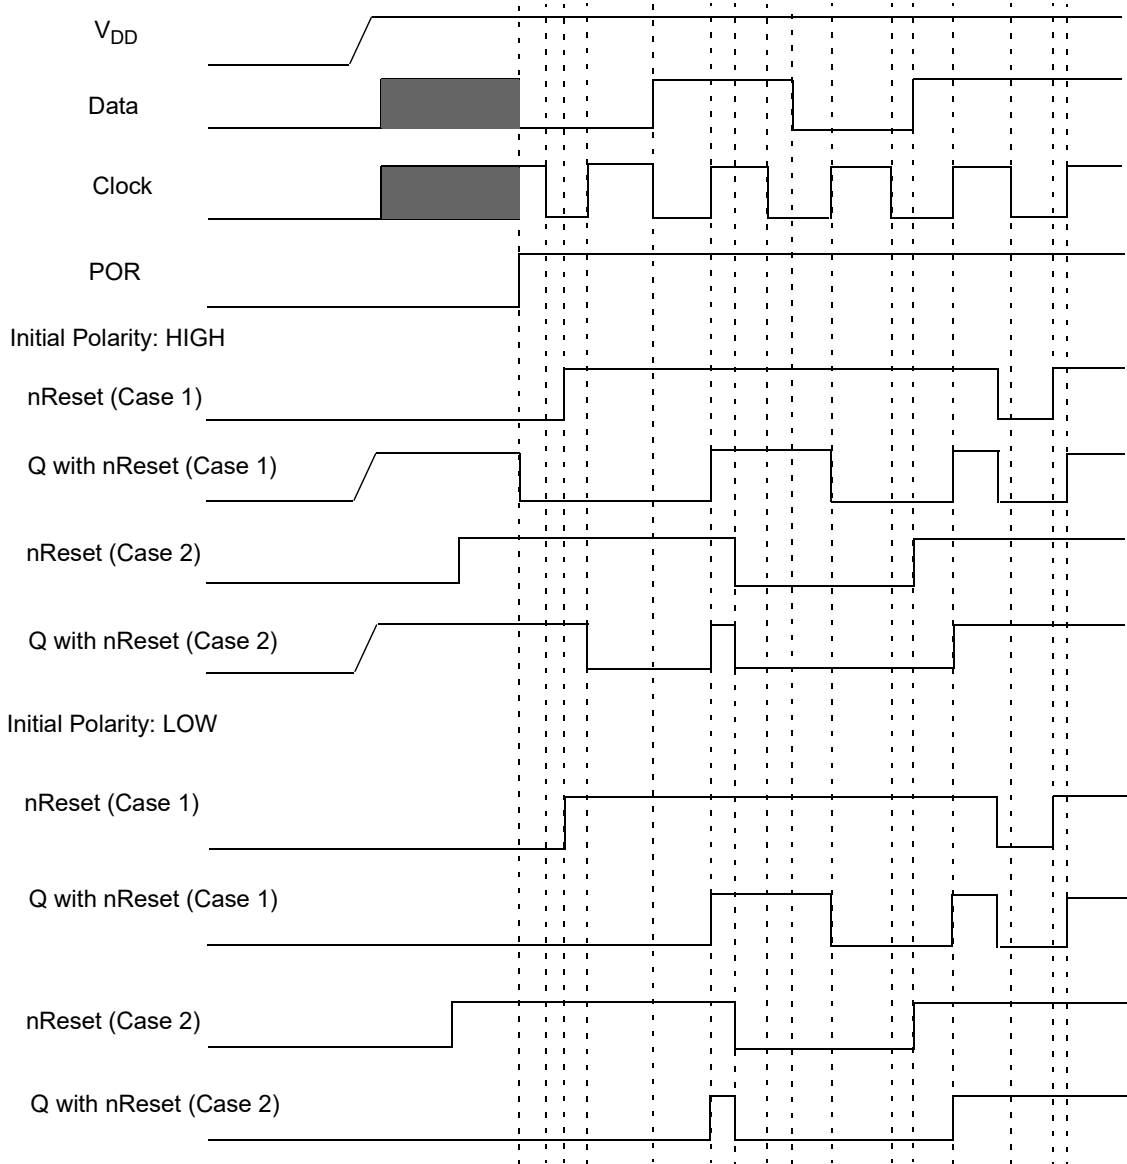 VDD
Data
Clock
POR
Initial Polarity: HIGH
nReset (Case 1)
Q with nReset (Case 1)
nReset (Case 2)
Q with nReset (Case 2)
Initial Polarity: LOW
nReset (Case 1)
Q with nReset (Case 1)
nReset (Case 2)
Q with nReset (Case 2)